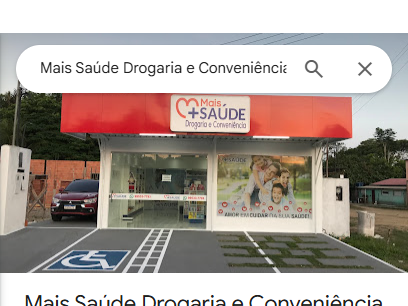 Mais Saúde Drogaria e Conveniência
Mais
+SAÚDE
Drogaria e Conveniência
+SAÚDE
AMOR EM CUIDAR DA SUA SAÚDE!
Mais Saúde Drogaria e Conveniência